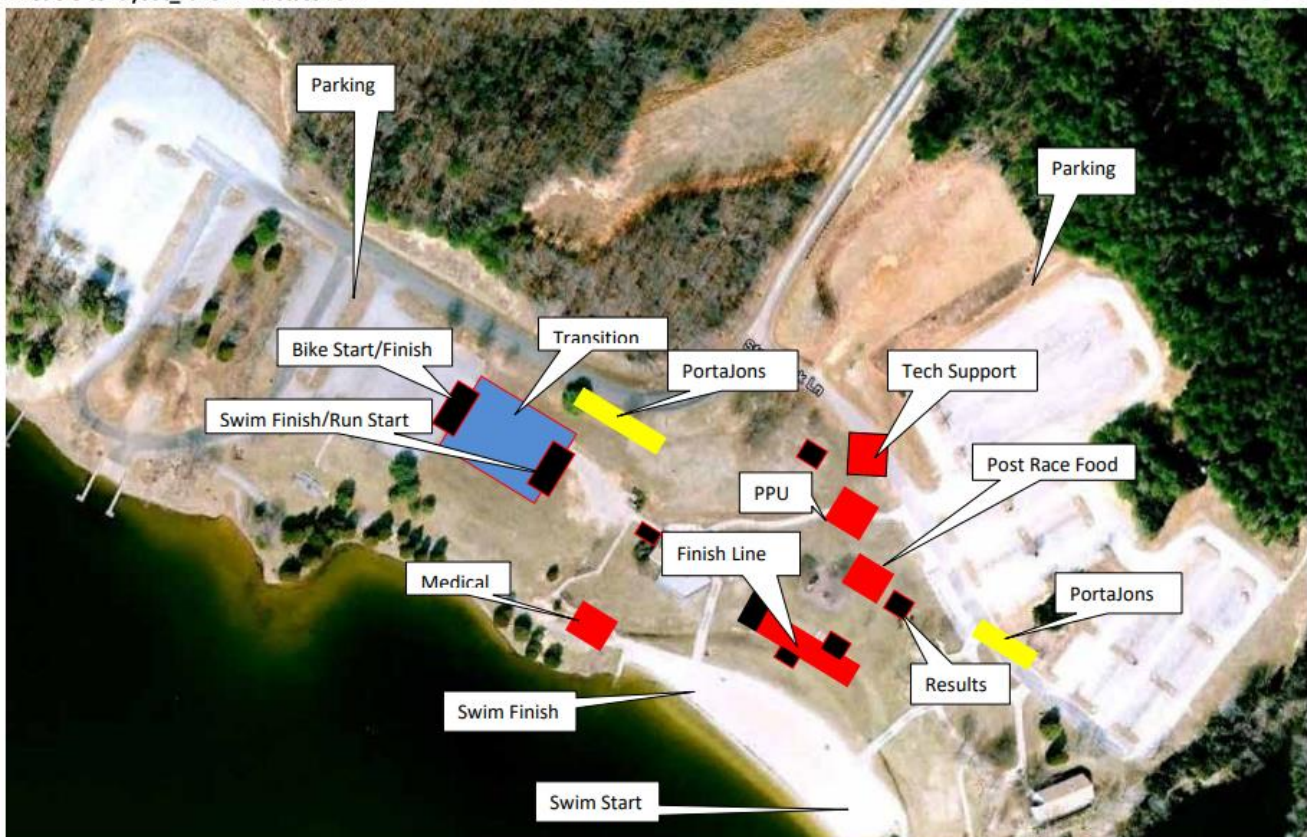 Parking
Parking
Bike Start/Finish
Transition
PortaJons
Tech Support
Swim Finish/Run Start
Post Race Food
PPU
Finish Line
Medical
PortaJons
Results
Swim Finish
Swim Start